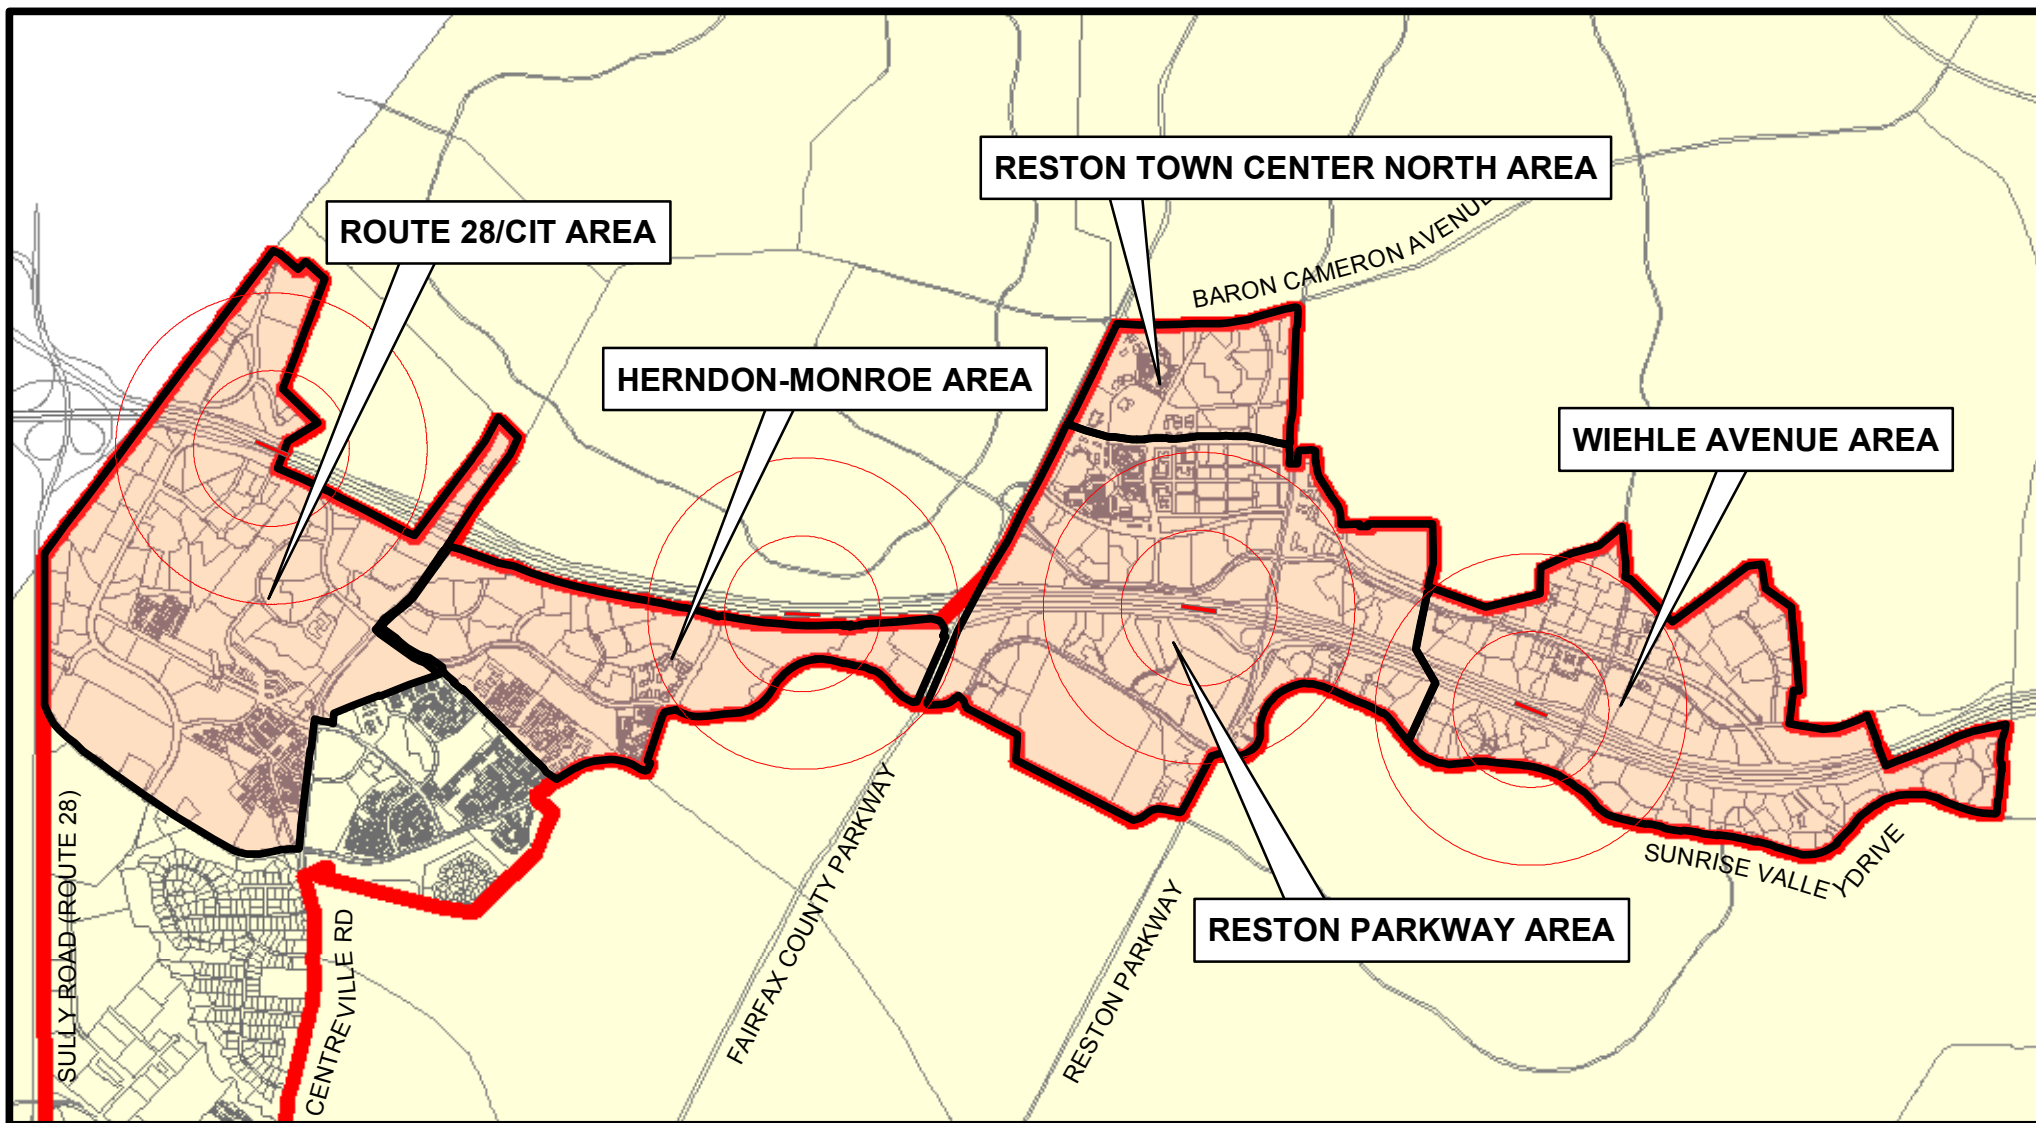 RESTON TOWN CENTER NORTH AREA
ROUTE 28/CIT AREA
BARON CAMERON AVENUE
HERNDON-MONROE AREA
WIEHLE AVENUE AREA
SULLY ROAD (ROUTE 28)
CENTREVILLE RD
FAIRFAX COUNTY PARKWAY
RESTON PARKWAY
SUNRISE VALLEY DRIVE
RESTON PARKWAY AREA